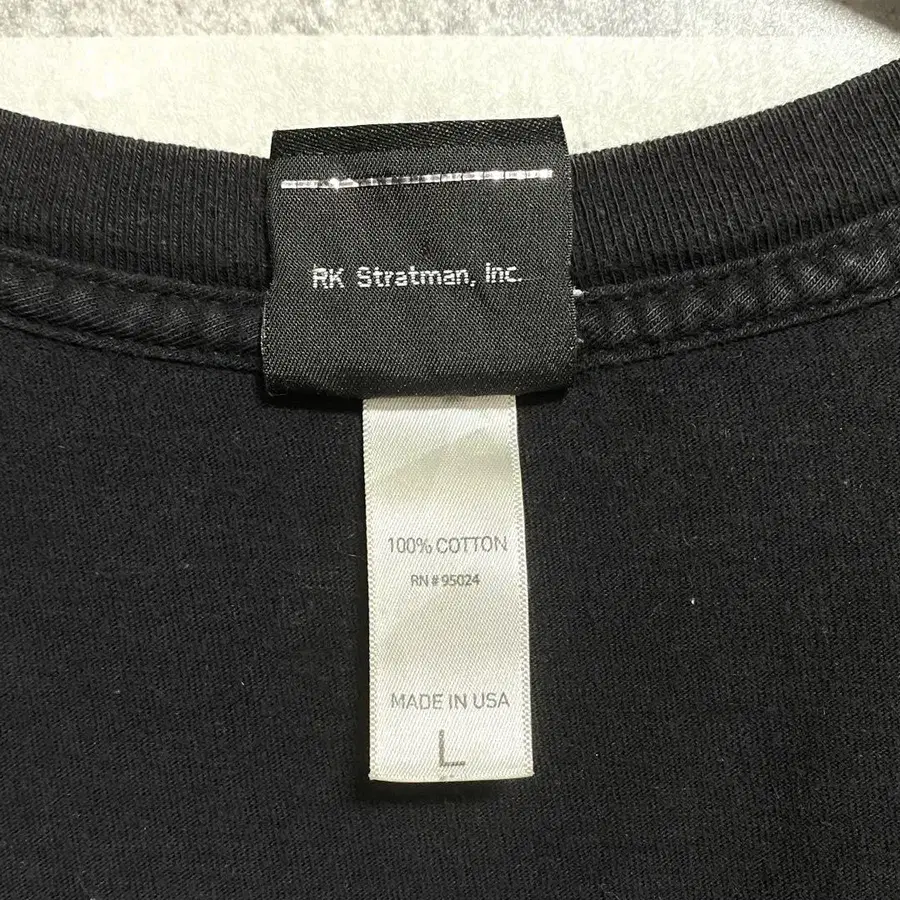 RK Stratman, Inc.
100% COTTON
RN # 95024
MADE IN USA
L